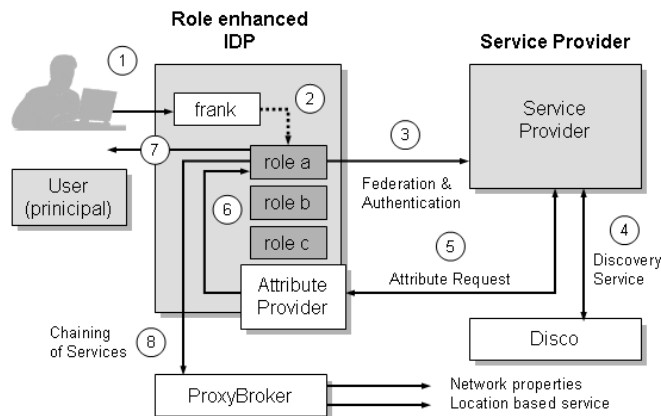 Role enhanced
IDP
Service Provider
1
frank
2
Service
Provider
7
role a
3
User
(prinicipal)
6
role b
Federation &
Authentication
role c
5
4
Attribute Request
Discovery
Service
Attribute
Provider
Chaining
of Services
8
Disco
ProxyBroker
Network properties
Location based service